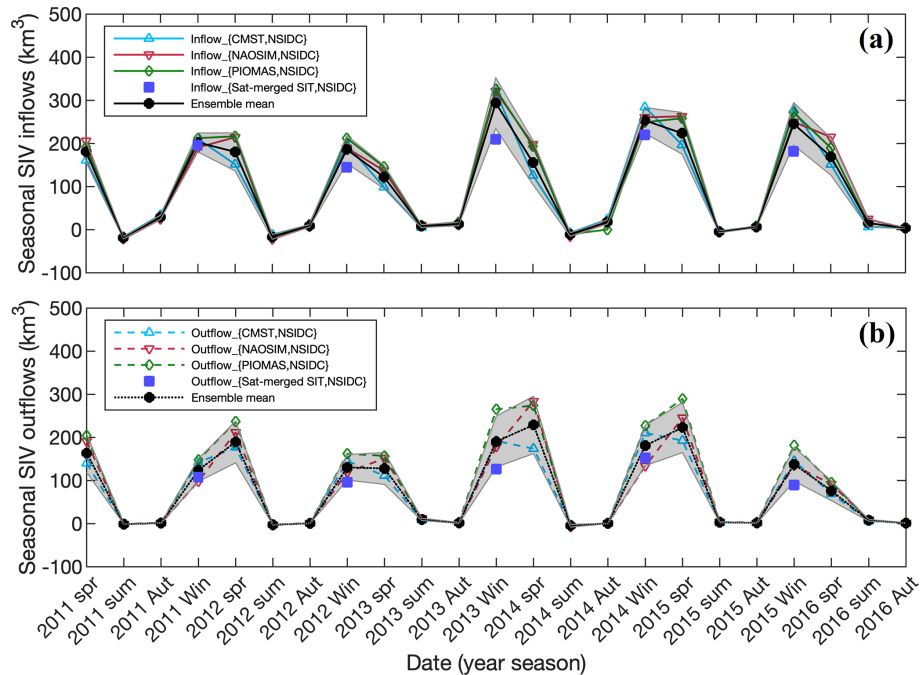 500
400
300
200
100
0
-100
Seasonal SIV inflows (km³)
Inflow_{CMST,NSIDC}
Inflow_{NAOSIM,NSIDC}
Inflow_{PIOMAS,NSIDC}
Inflow_{Sat-merged SIT,NSIDC}
Ensemble mean
(a)
500
400
300
200
100
0
-100
Seasonal SIV outflows (km³)
Outflow_{CMST,NSIDC}
Outflow_{NAOSIM,NSIDC}
Outflow_{PIOMAS,NSIDC}
Outflow_{Sat-merged SIT,NSIDC}
Ensemble mean
(b)
2011 spr
2011 sum
2011 Aut
2011 Win
2012 spr
2012 sum
2012 Aut
2012 Win
2013 spr
2013 sum
2013 Aut
2013 Win
2014 spr
2014 sum
2014 Aut
2014 Win
2015 spr
2015 sum
2015 Aut
2015 Win
2016 spr
2016 sum
2016 Aut
Date (year season)